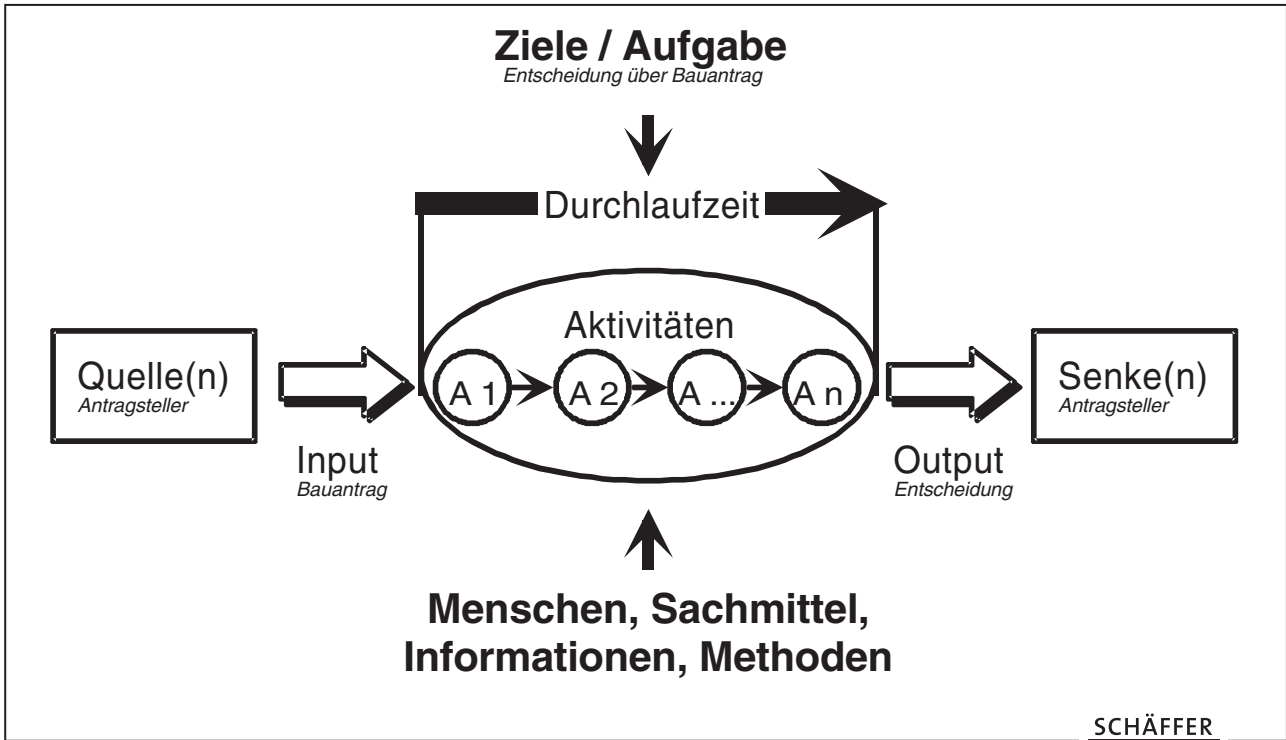 Ziele / Aufgabe
Entscheidung über Bauantrag
Durchlaufzeit
Aktivitäten
Quelle(n)
Antragsteller
A 1
A 2
A ...
A n
Senke(n)
Antragsteller
Input
Bauantrag
Output
Entscheidung
Menschen, Sachmittel,
Informationen, Methoden
SCHÄFFER